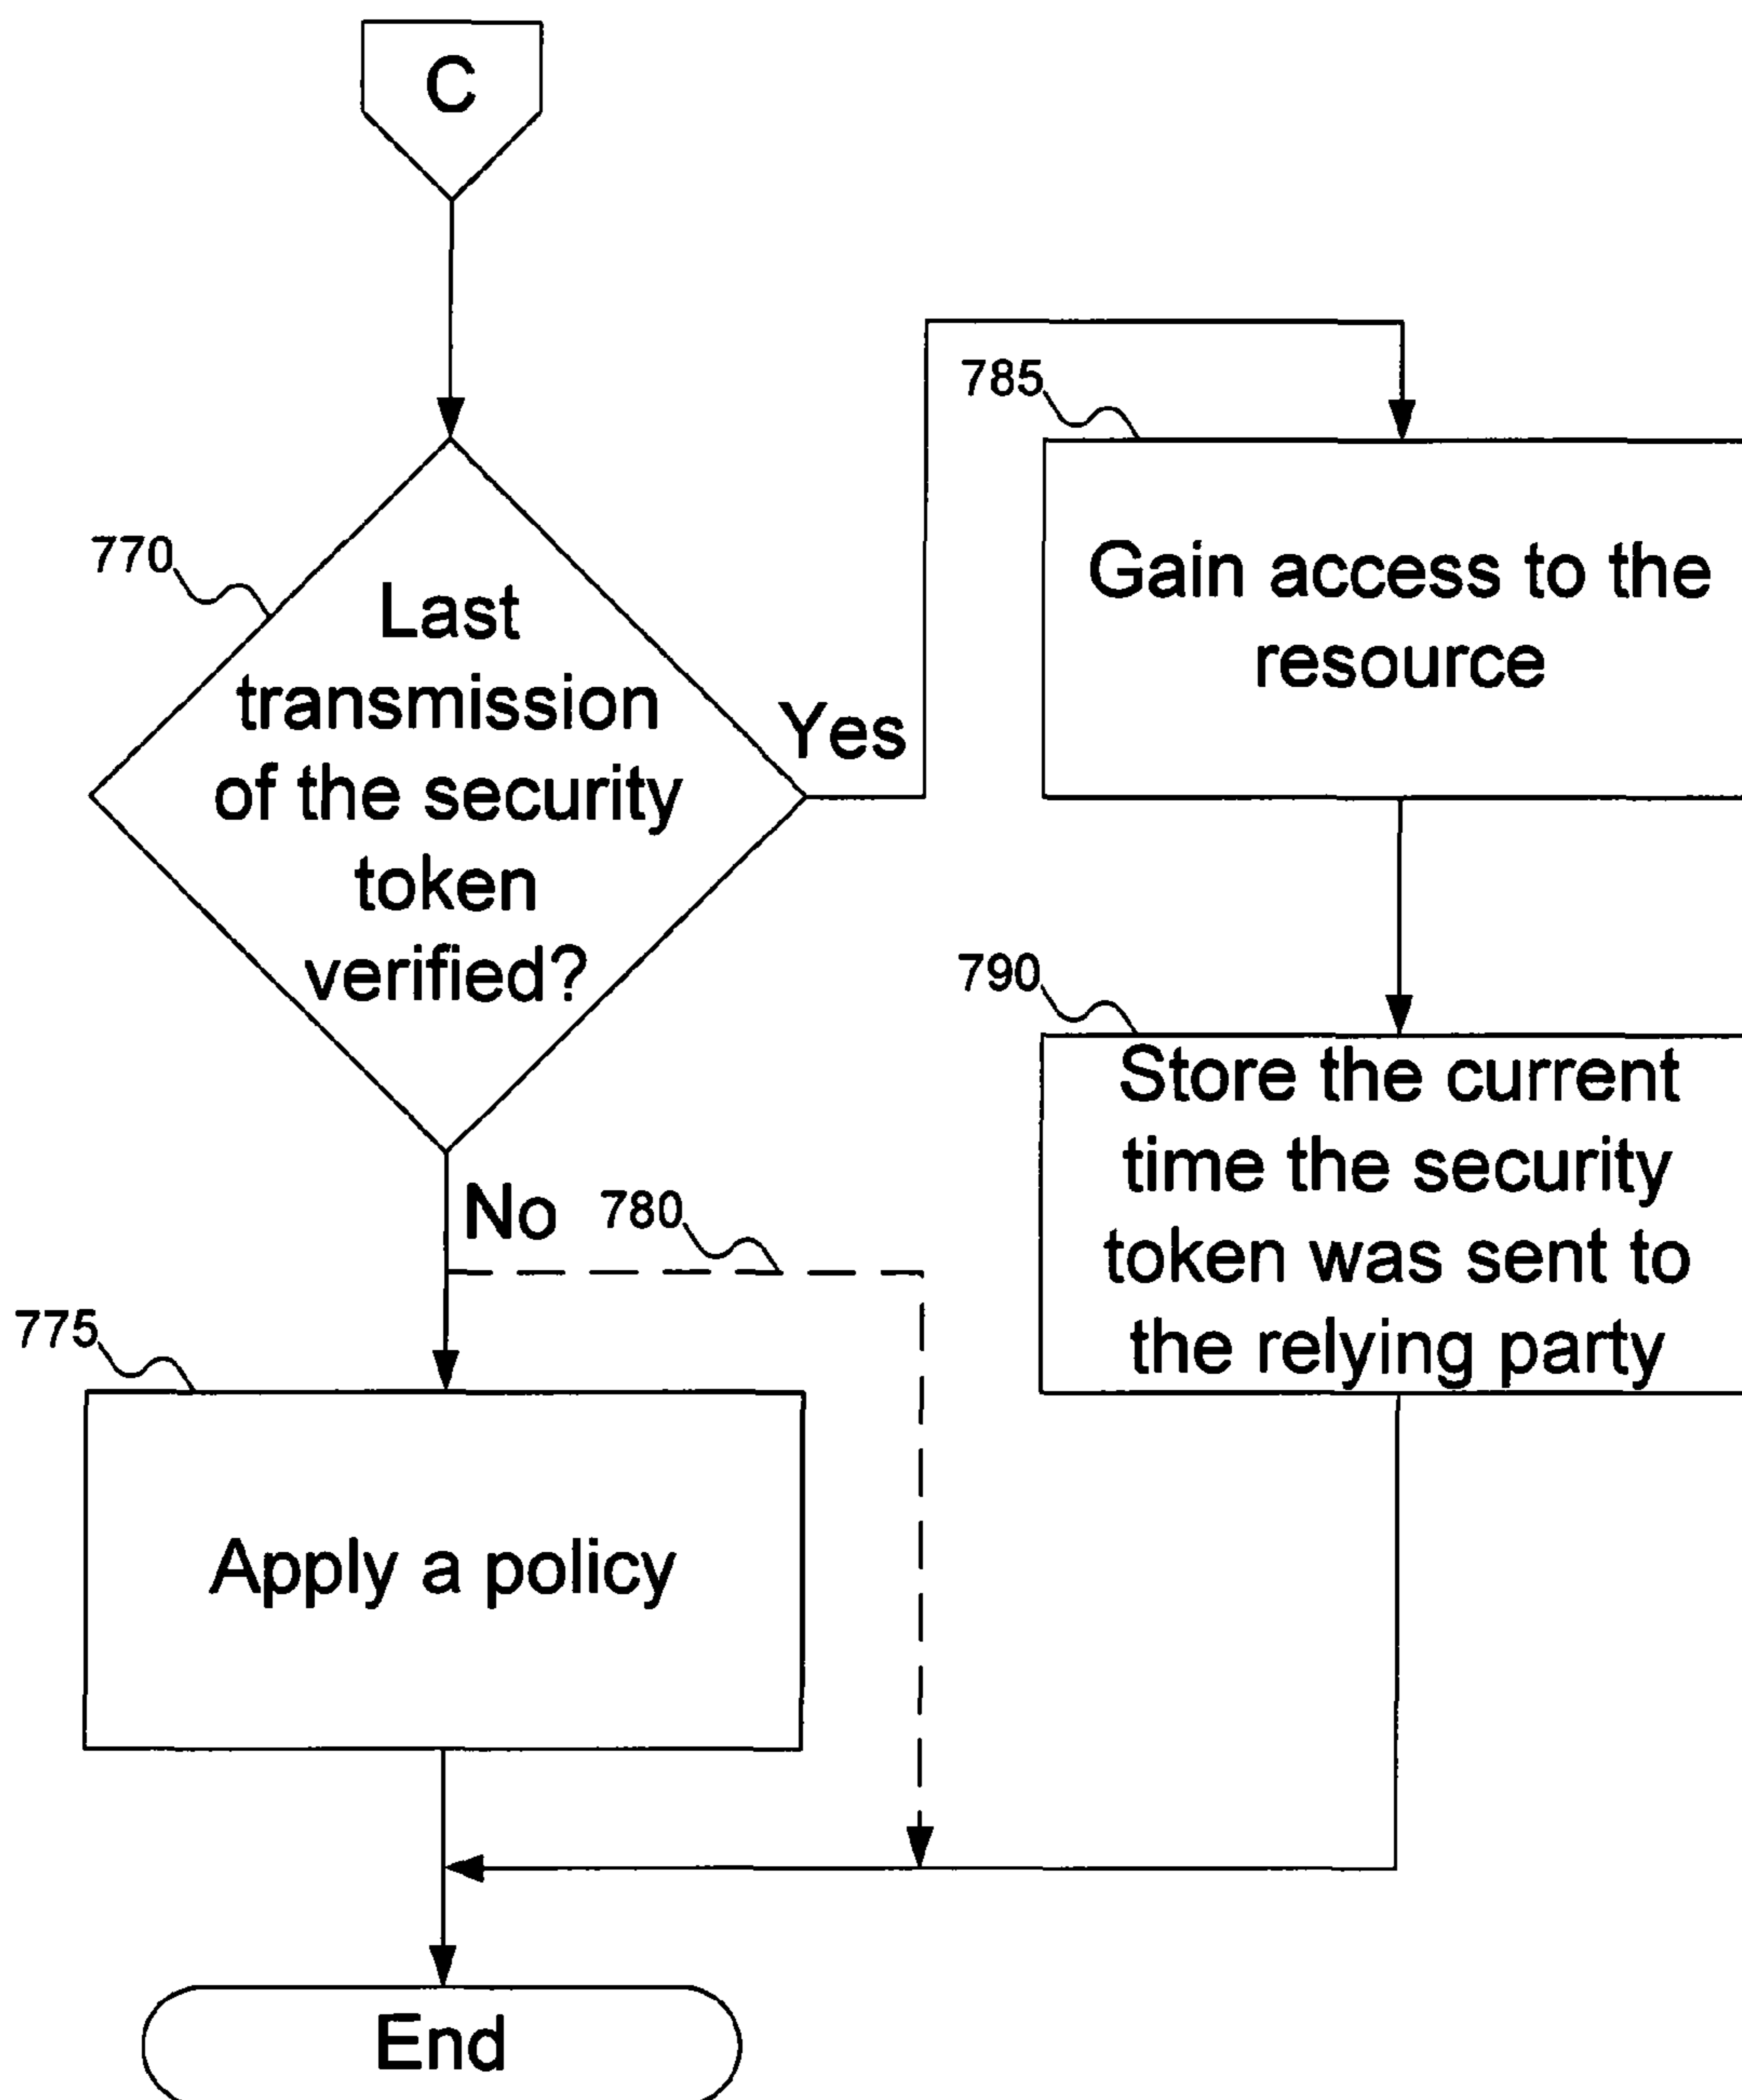 C
770
Last
transmission
of the security
token
verified?
Yes
785
Gain access to the
resource
790
Store the current
time the security
token was sent to
the relying party
No
780
775
Apply a policy
End